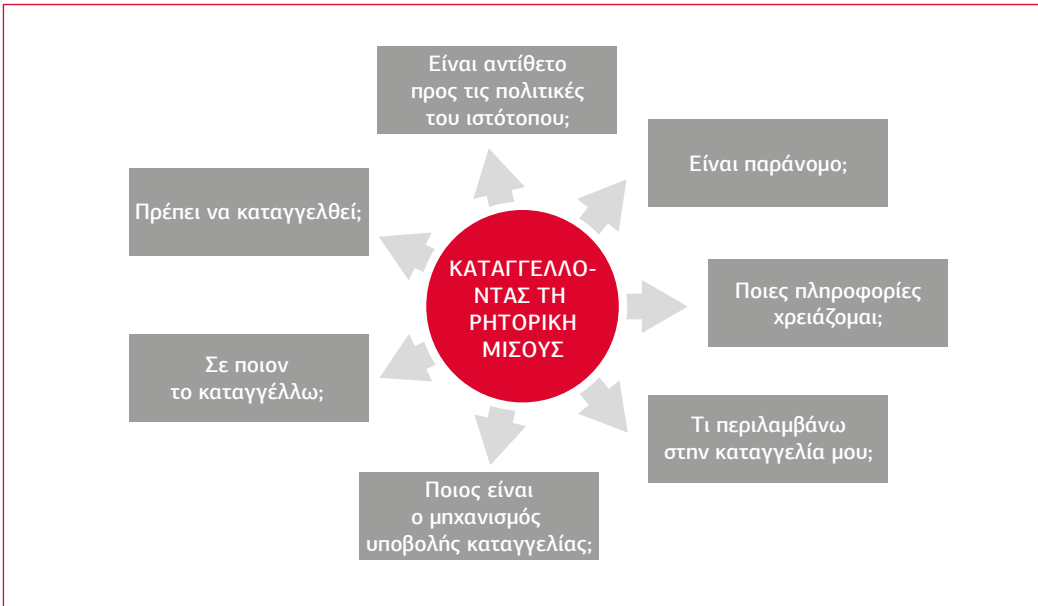 Είναι αντίθετο
προς τις πολιτικές
του ιστότοπου;
Είναι παράνομο;
Πρέπει να καταγγελθεί;
ΚΑΤΑΓΓΕΛΛΟ-
ΝΤΑΣ ΤΗ
ΡΗΤΟΡΙΚΗ
ΜΙΣΟΥΣ
Ποιες πληροφορίες
χρειάζομαι;
Σε ποιον
το καταγγέλλω;
Τι περιλαμβάνω
στην καταγγελία μου;
Ποιος είναι
ο μηχανισμός
υποβολής καταγγελίας;